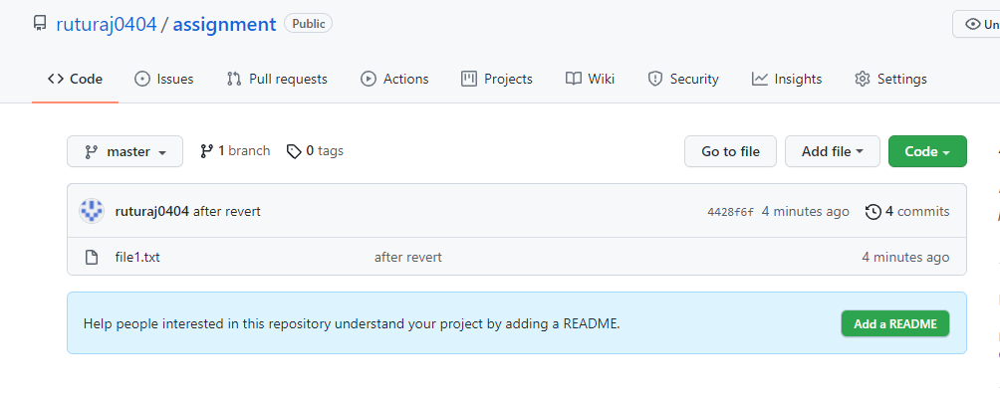 ruturaj0404 / assignment Public Un
Code Issues Pull requests Actions Projects Wiki Security Insights Settings
master 1 branch 0 tags Go to file Add file Code
ruturaj0404 after revert 4428f6f 4 minutes ago 4 commits
file1.txt after revert 4 minutes ago
Help people interested in this repository understand your project by adding a README. Add a README